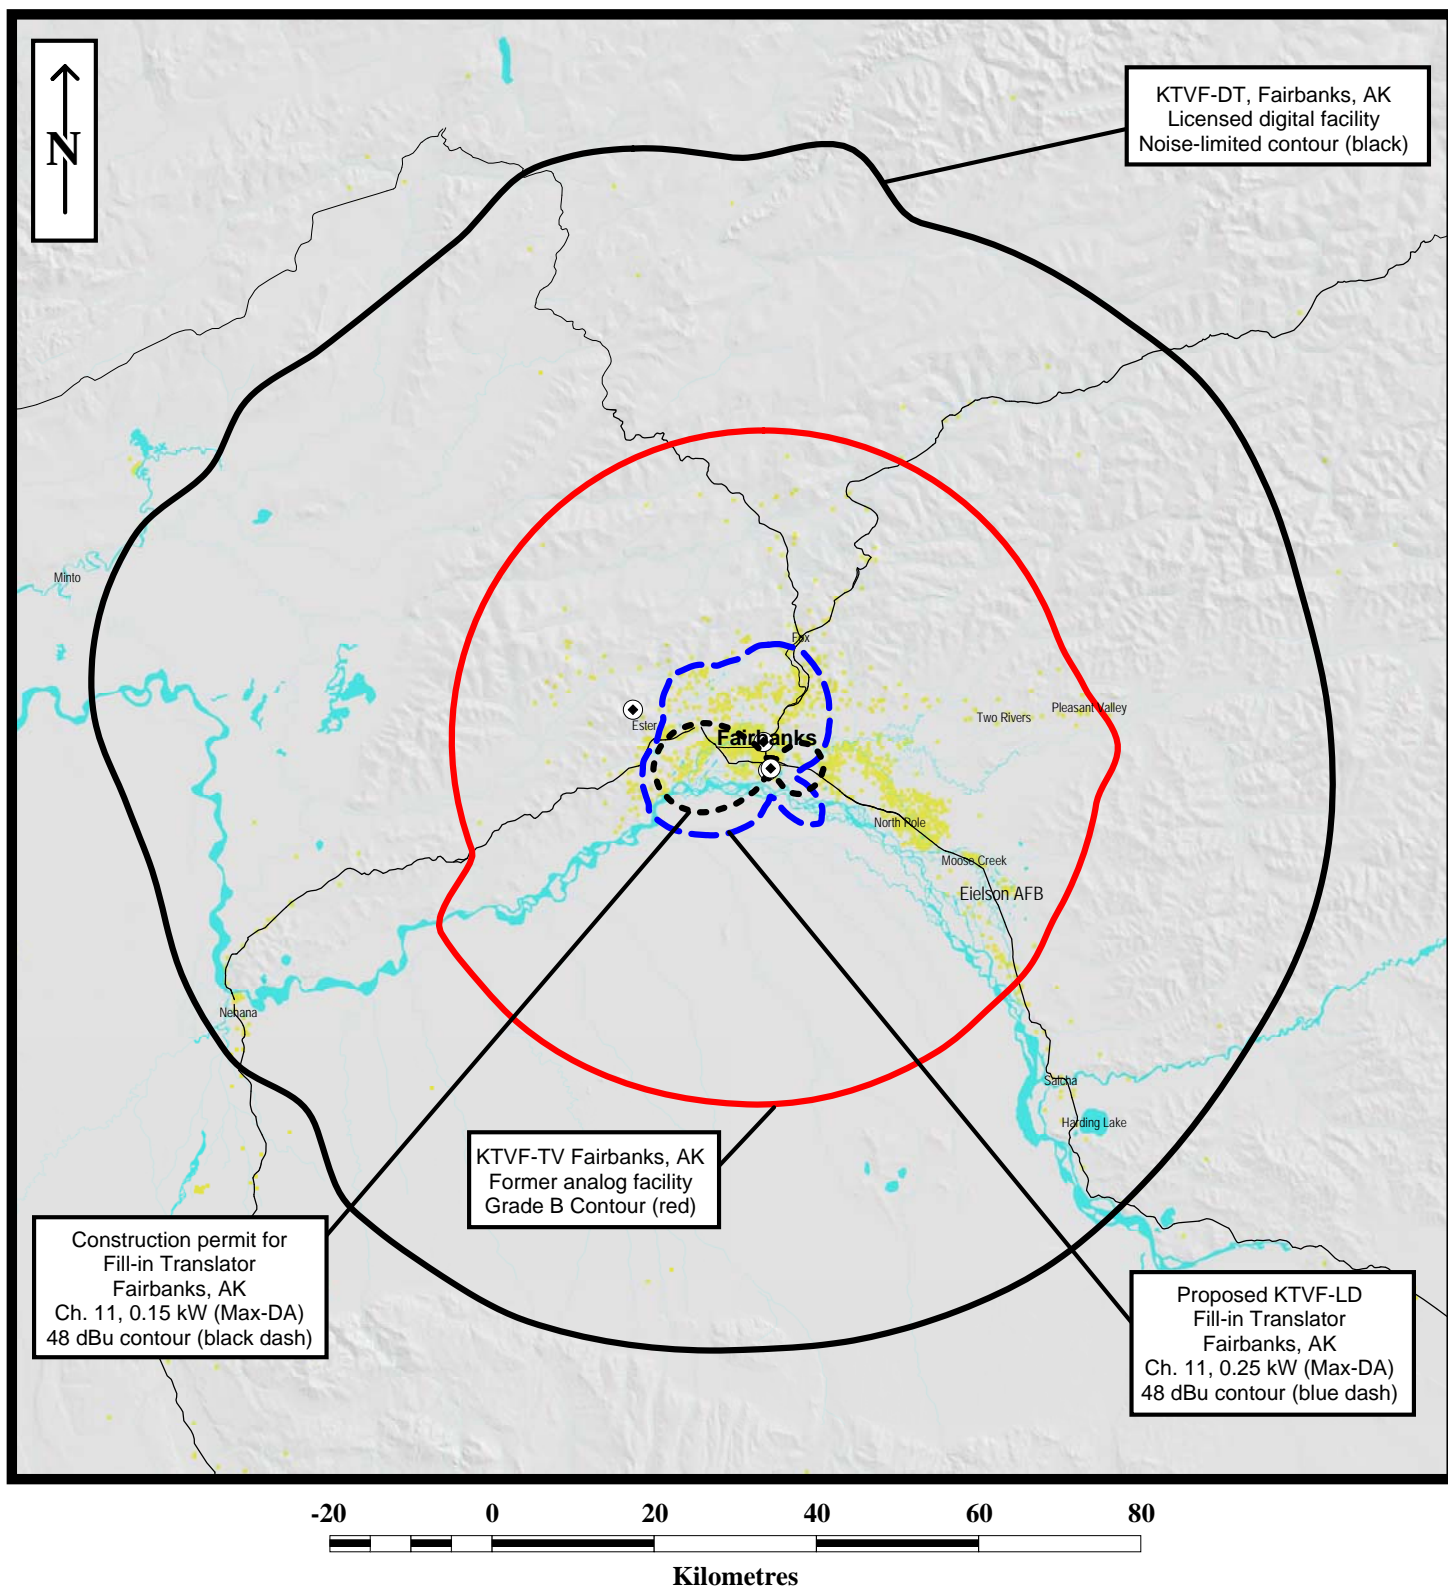 N
KTVF-DT, Fairbanks, AK
Licensed digital facility
Noise-limited contour (black)
Minto
Fox
Pleasant Valley
Two Rivers
Ester
Fairbanks
North Pole
Moose Creek
Eielson AFB
Nenana
Salcha
Harding Lake
KTVF-TV Fairbanks, AK
Former analog facility
Grade B Contour (red)
Construction permit for
Fill-in Translator
Fairbanks, AK
Ch. 11, 0.15 kW (Max-DA)
48 dBu contour (black dash)
Proposed KTVF-LD
Fill-in Translator
Fairbanks, AK
Ch. 11, 0.25 kW (Max-DA)
48 dBu contour (blue dash)
-20 0 20 40 60 80
Kilometres